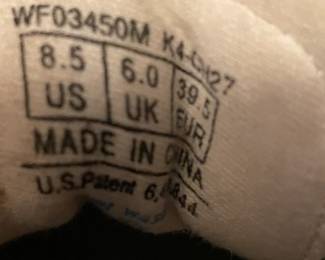 WF03450M
8.5 6.0 39.5
US UK EUR
MADE IN CHINA
U.S.Patent